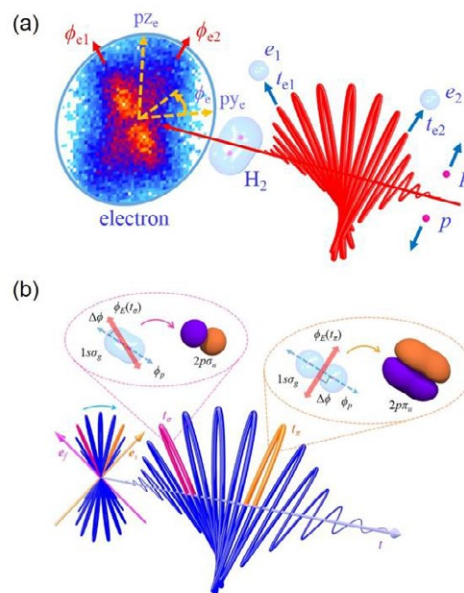 (a)
ϕe1
pze
ϕe2
ϕe
pye
electron
H2
e1
te1
e2
te2
p
p
(b)
ϕE(tσ)
Δϕ
1sσg
ϕp
2pσu
ϕE(tπ)
1sσg
Δϕ
ϕp
2pπu
tσ
tπ
ef
es
t